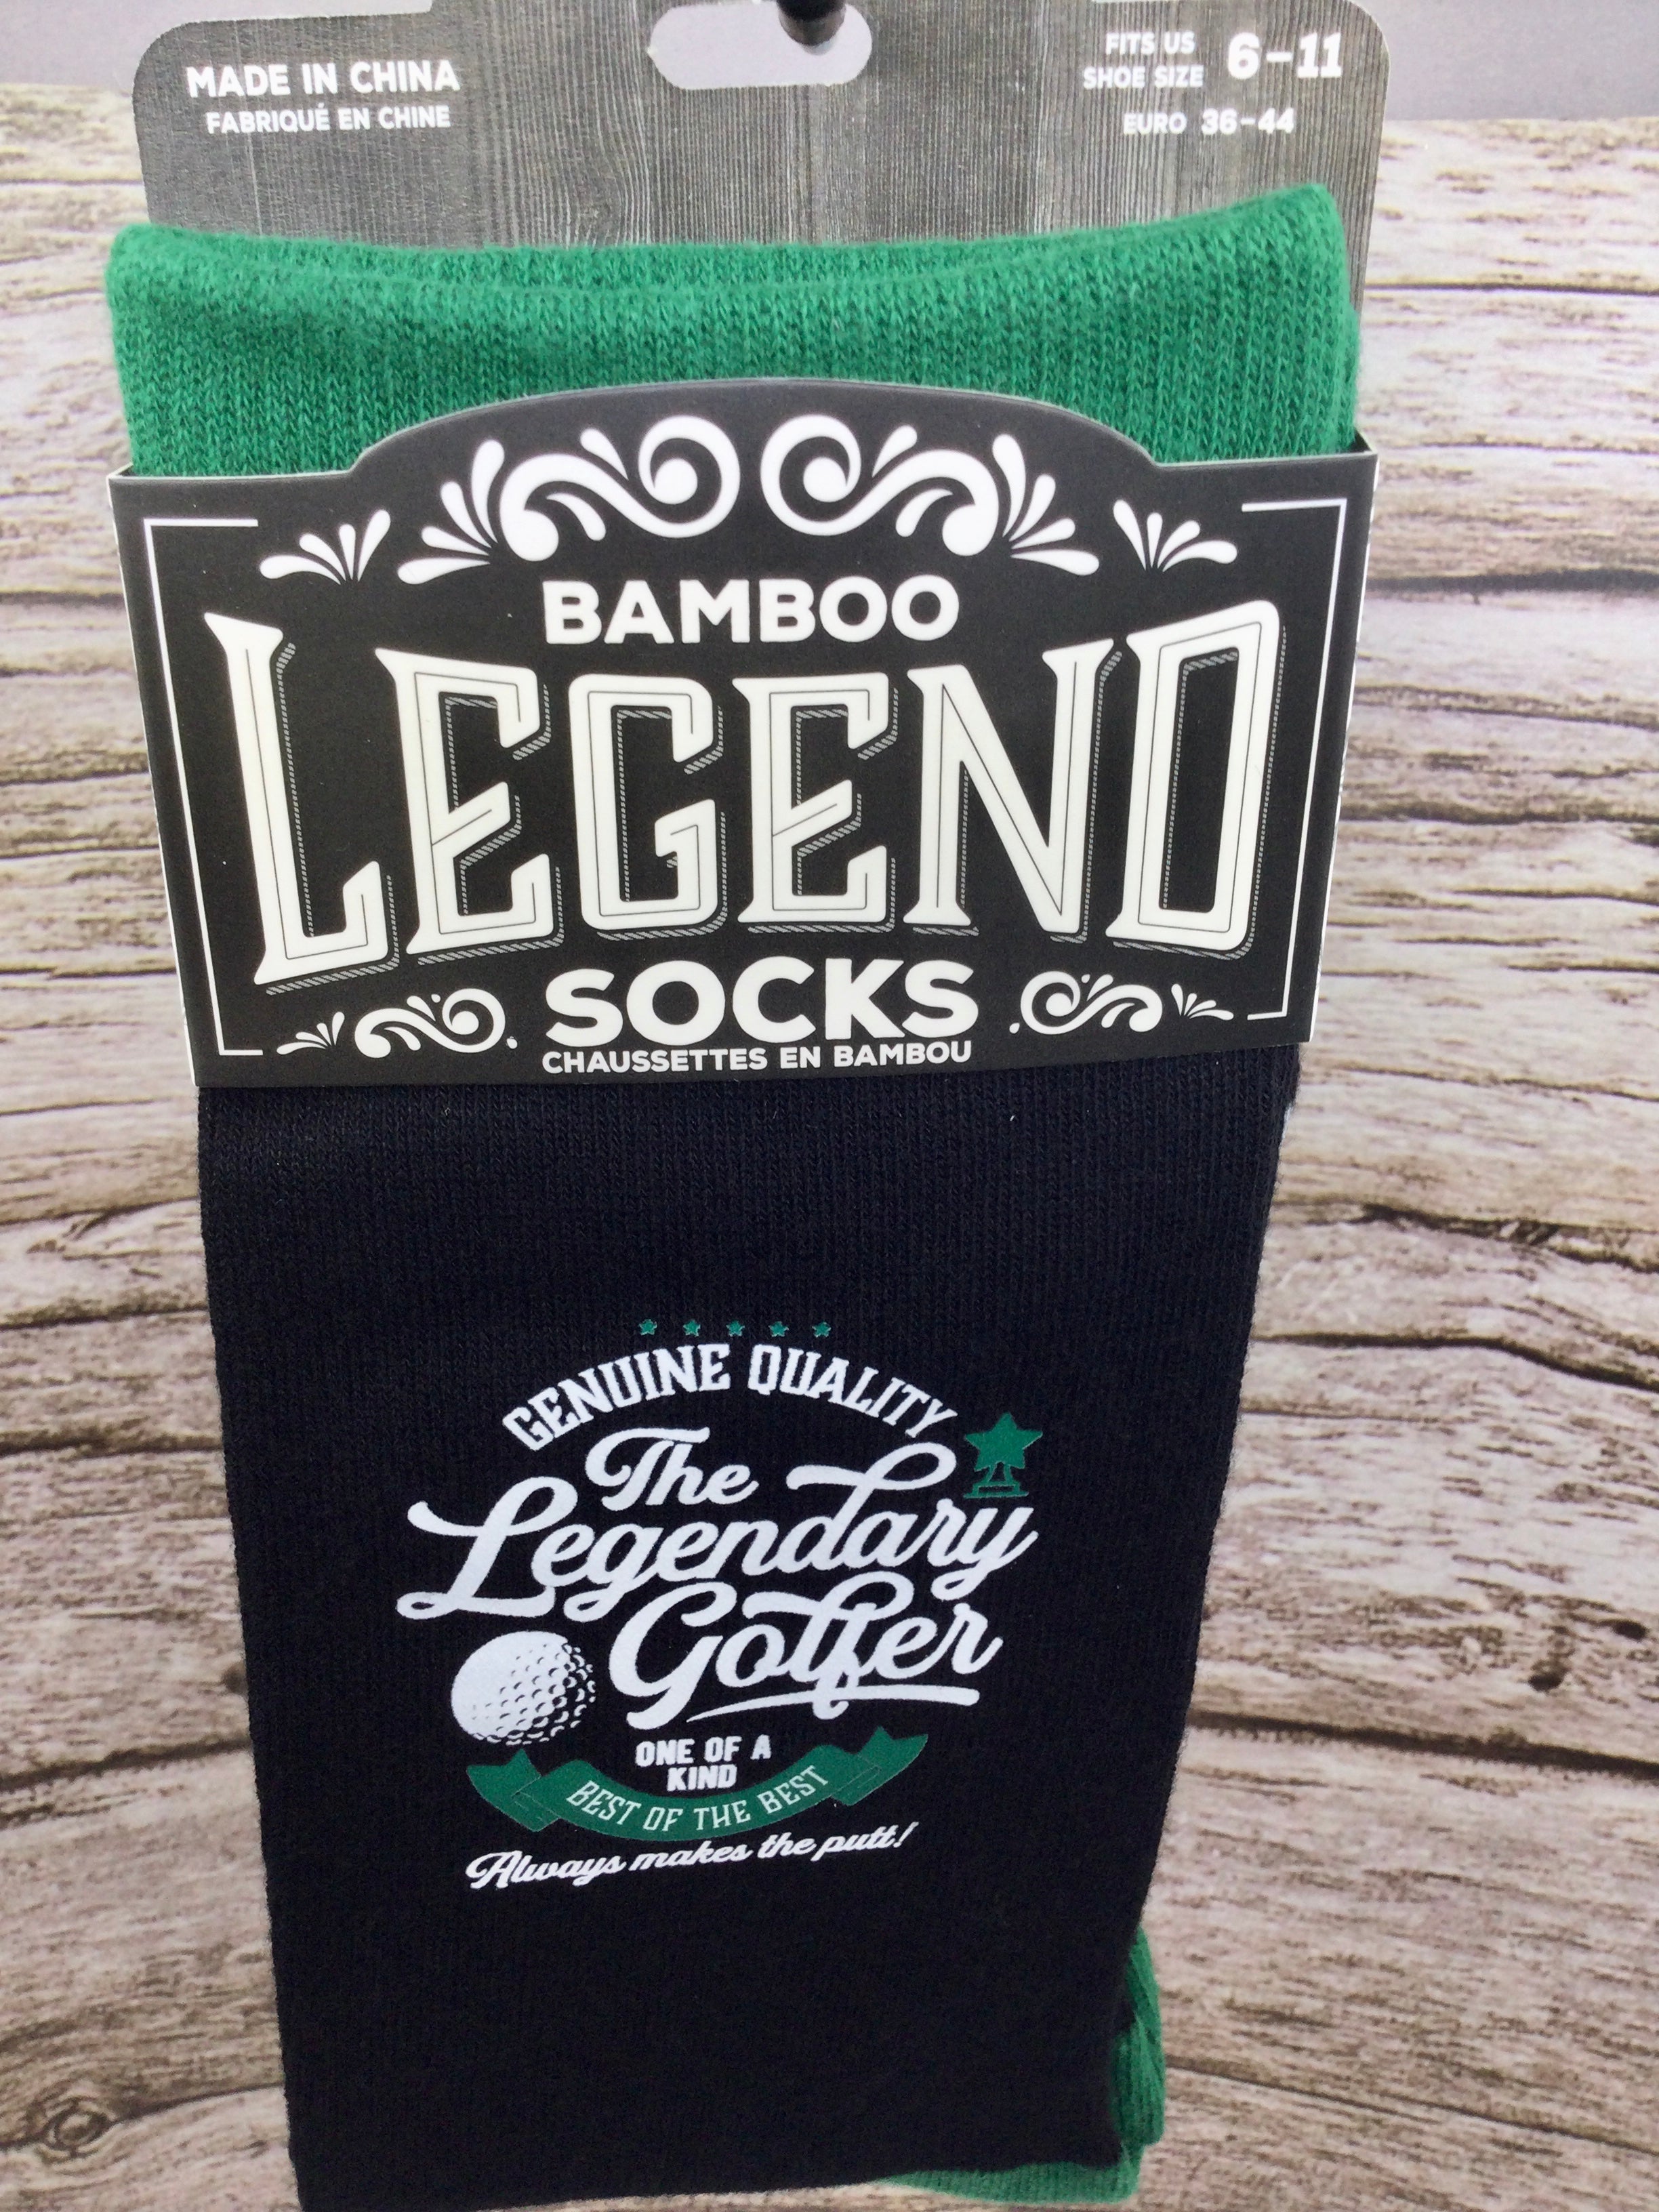 MADE IN CHINA
FABRIQUÉ EN CHINE
FITS US
SHOE SIZE
6-11
EURO 36-44
BAMBOO
LEGEND
SOCKS
CHAUSSETTES EN BAMBOU
GENUINE QUALITY
The
Legendary
Golfer
ONE OF A
KIND
BEST OF THE BEST
Always makes the putt!